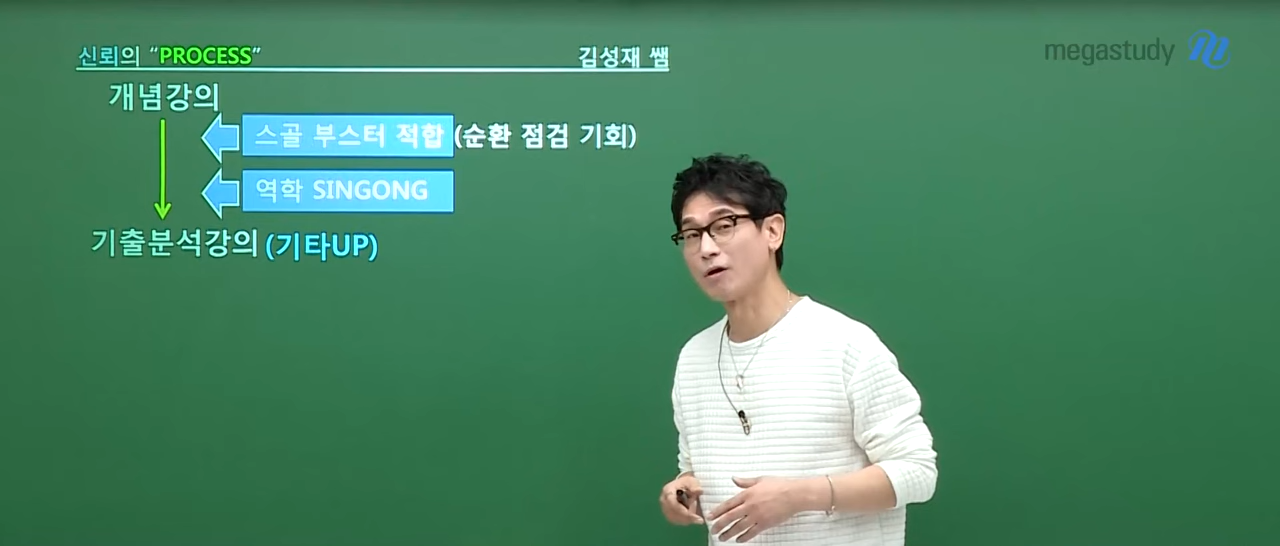 신뢰의 “PROCESS” 김성재 쌤
megastudy
개념강의
스골 부스터 적합 (순환 점검 기회)
역학 SINGONG
기출분석강의 (기타UP)